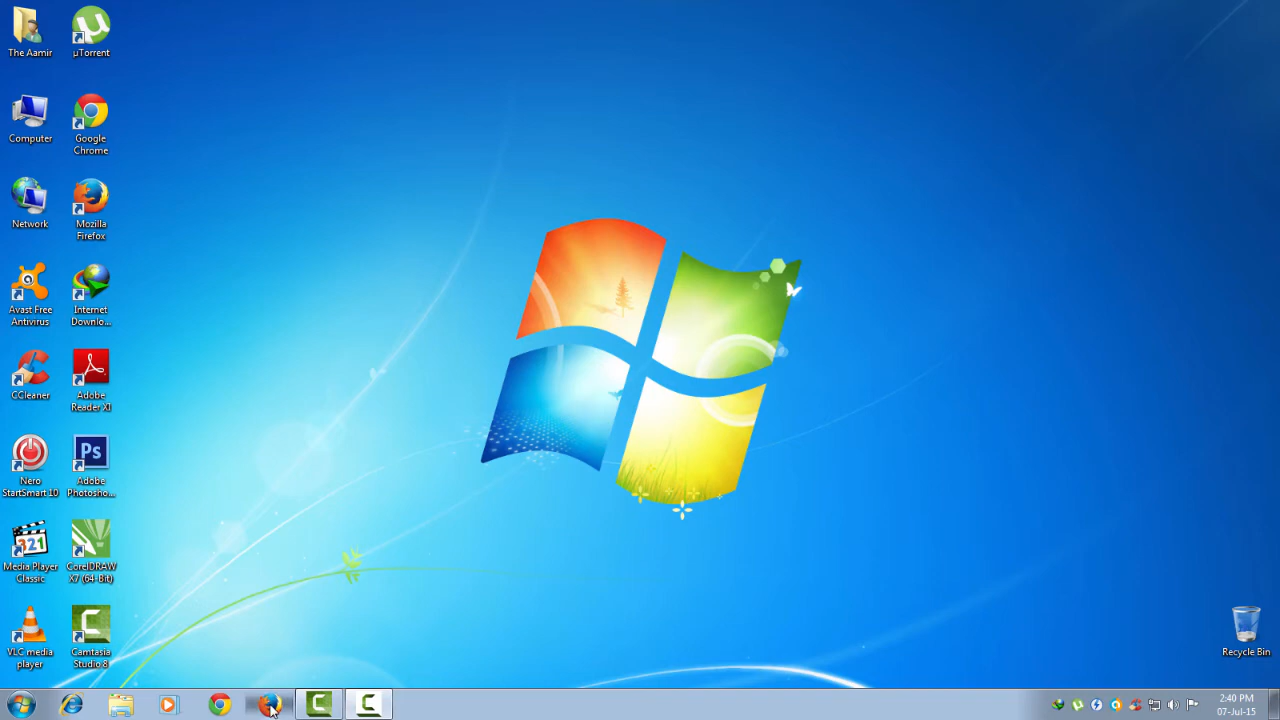 The Aamir
µTorrent
Computer
Google
Chrome
Network
Mozilla
Firefox
Avast Free
Antivirus
Internet
Downlo...
CCleaner
Adobe
Reader XI
Nero
StartSmart 10
Ps
Adobe
Photosho...
321
Media Player
Classic
CorelDRAW
X7 (64-Bit)
VLC media
player
Camtasia
Studio 8
Recycle Bin
2:40 PM
07-Jul-15